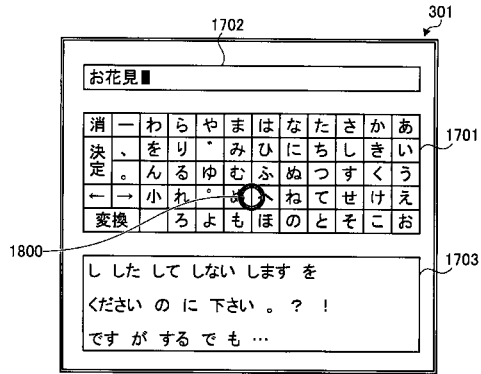 301
1702
お花見
消 ー わ ら や ま は な た さ か あ
1701
決定 、 を り ゛ み ひ に ち し き い
。 ん る ゆ む ふ ぬ つ す く う
← → 小 れ ゜ め へ ね て せ け え
変換 ろ よ も ほ の と そ こ お
1800
1703
し した して しない します を
ください の に 下さい 。 ? !
です が する で も …